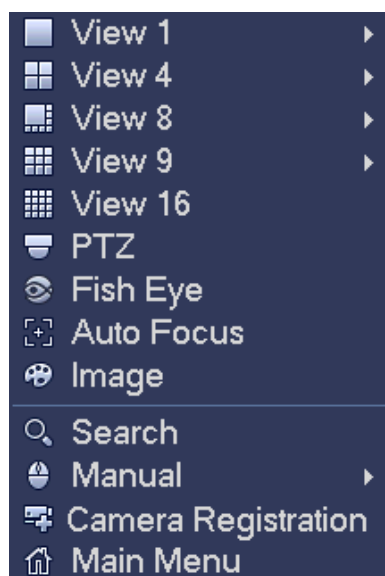 View 1
View 4
View 8
View 9
View 16
PTZ
Fish Eye
Auto Focus
Image
Search
Manual
Camera Registration
Main Menu